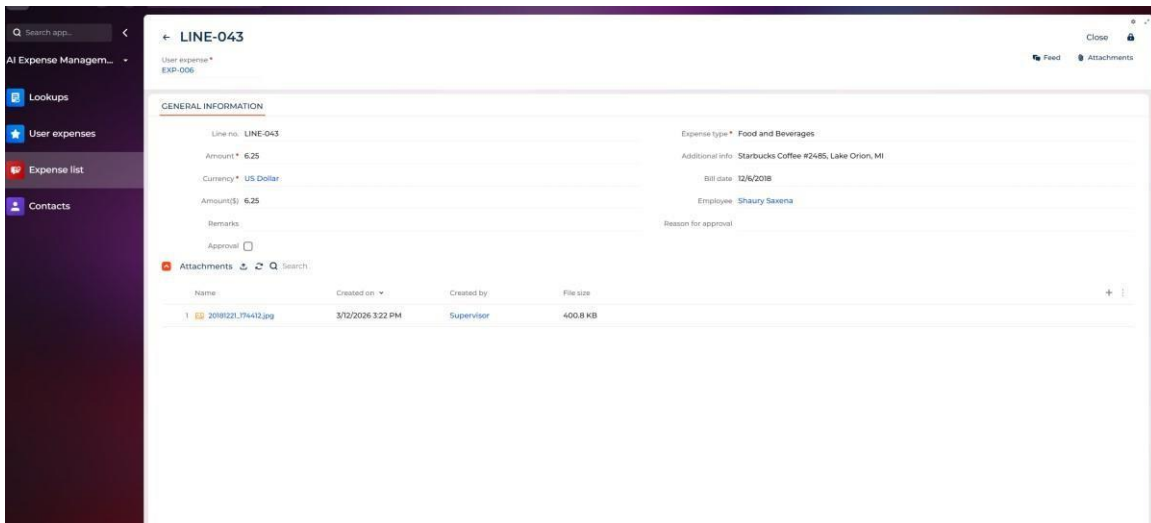 Search app...
← LINE-043
Close
AI Expense Managem...
User expense *
EXP-006
Feed
Attachments
Lookups
User expenses
Expense list
Contacts
GENERAL INFORMATION
Line no. LINE-043
Expense type * Food and Beverages
Amount * 6.25
Additional info Starbucks Coffee #2485, Lake Orion, MI
Currency * US Dollar
Bill date 12/6/2018
Amount($) 6.25
Employee Shaury Saxena
Remarks
Reason for approval
Approval
Attachments Search
Name Created on Created by File size
1 20181221_174412.jpg 3/12/2026 3:22 PM Supervisor 400.8 KB